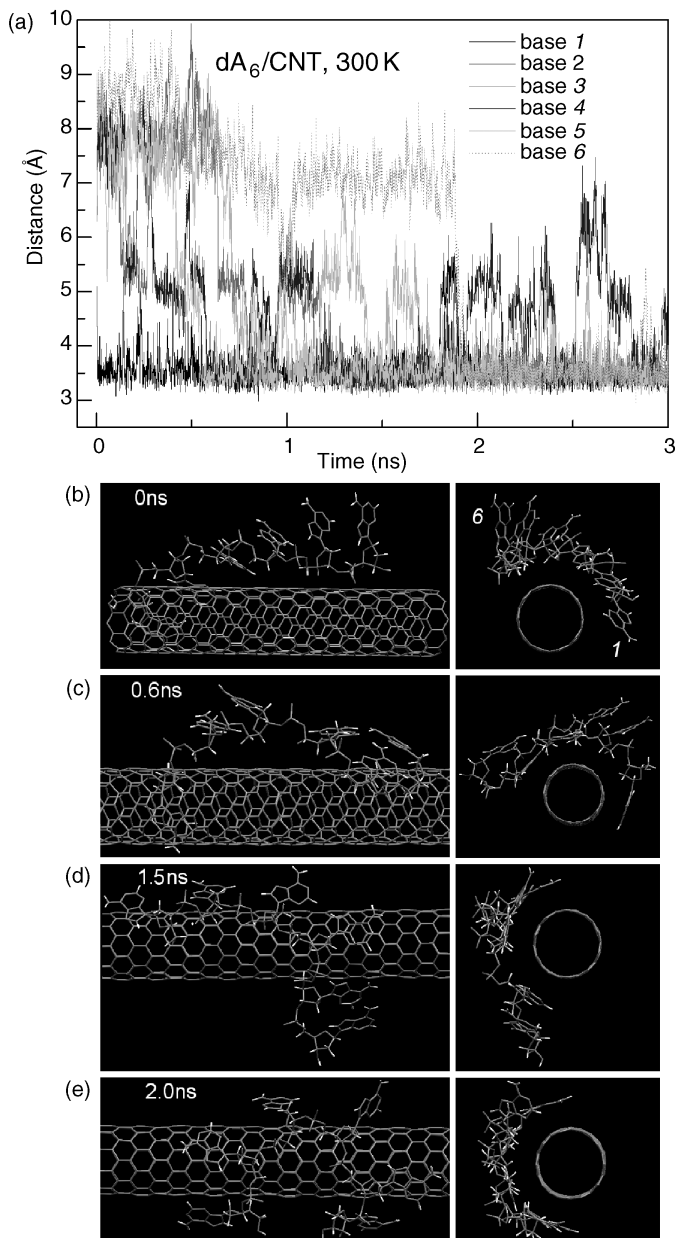 (a)
dA₆/CNT, 300 K
base 1
base 2
base 3
base 4
base 5
base 6
Distance (Å)
10
9
8
7
6
5
4
3
0
1
2
3
Time (ns)
(b)
0ns
6
1
(c)
0.6ns
(d)
1.5ns
(e)
2.0ns